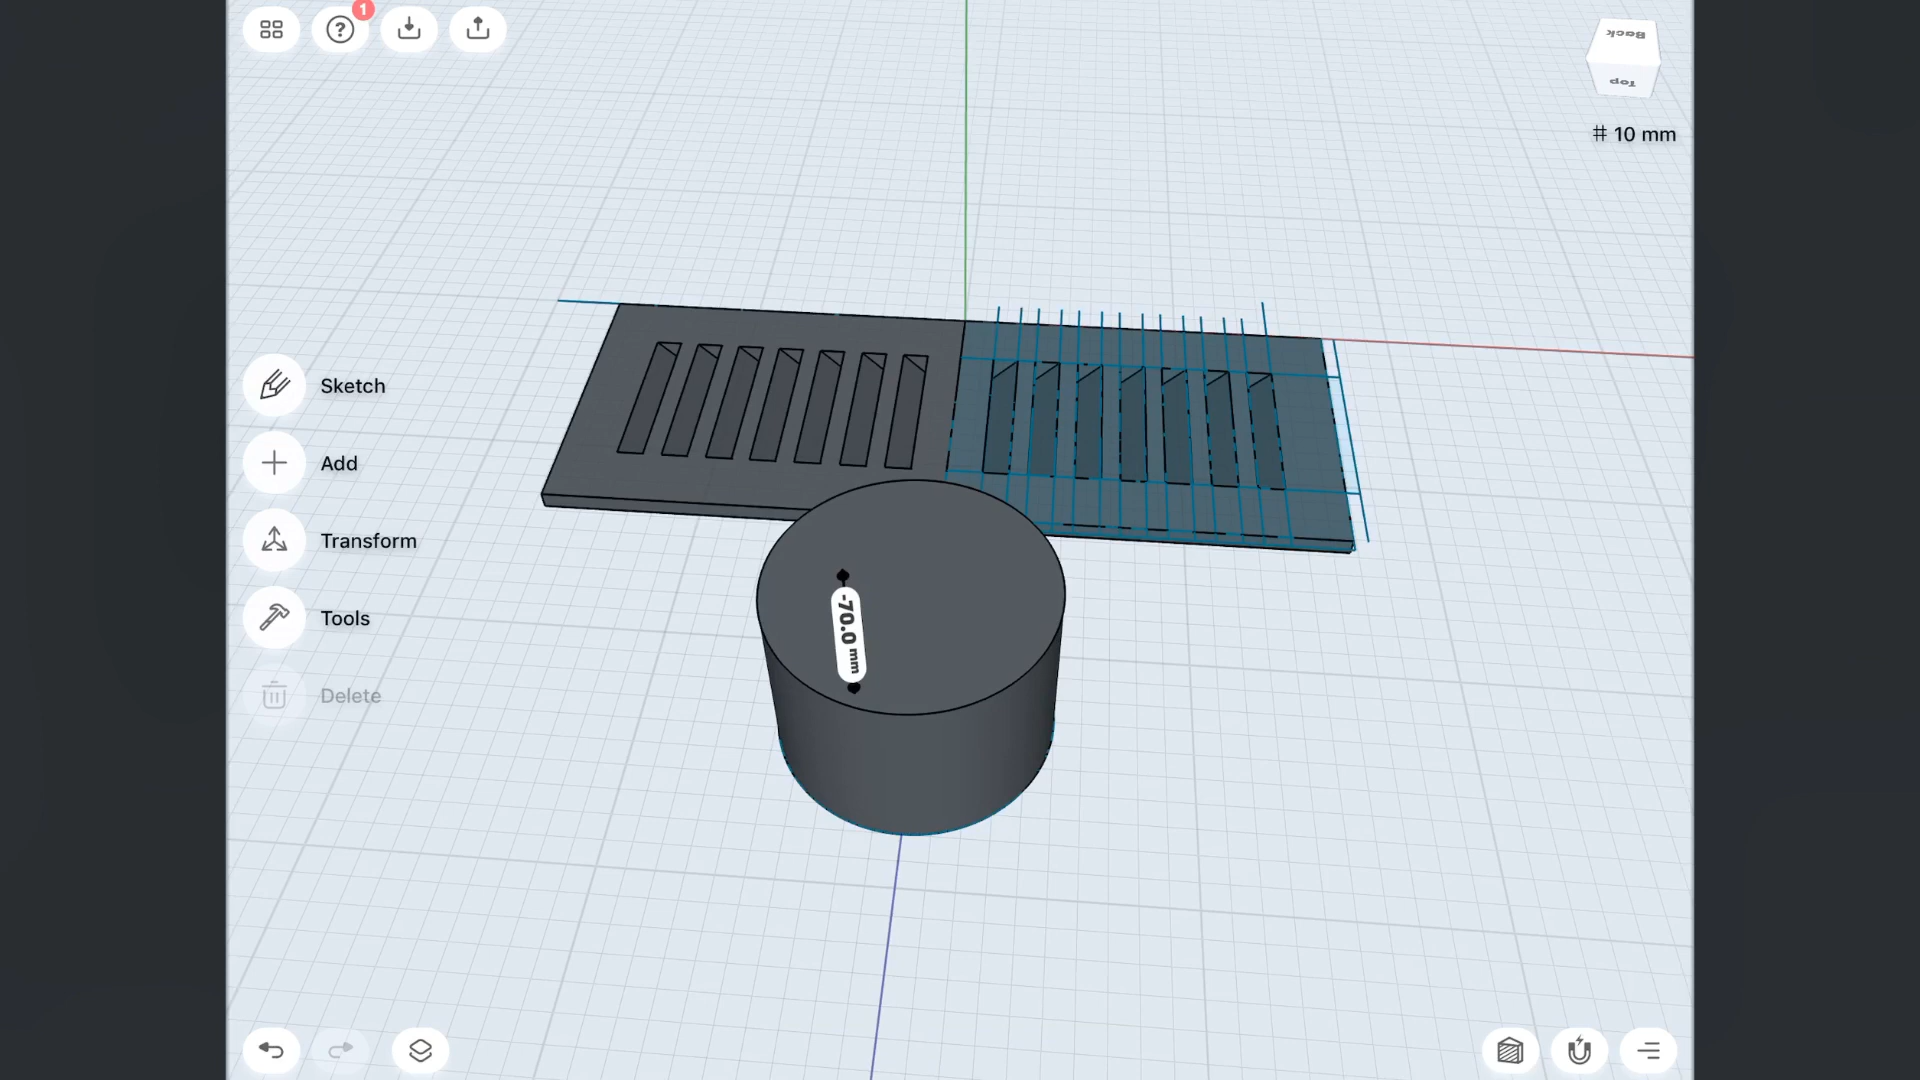 1
Back
Top
10 mm
Sketch
Add
Transform
Tools
Delete
-70.0 mm